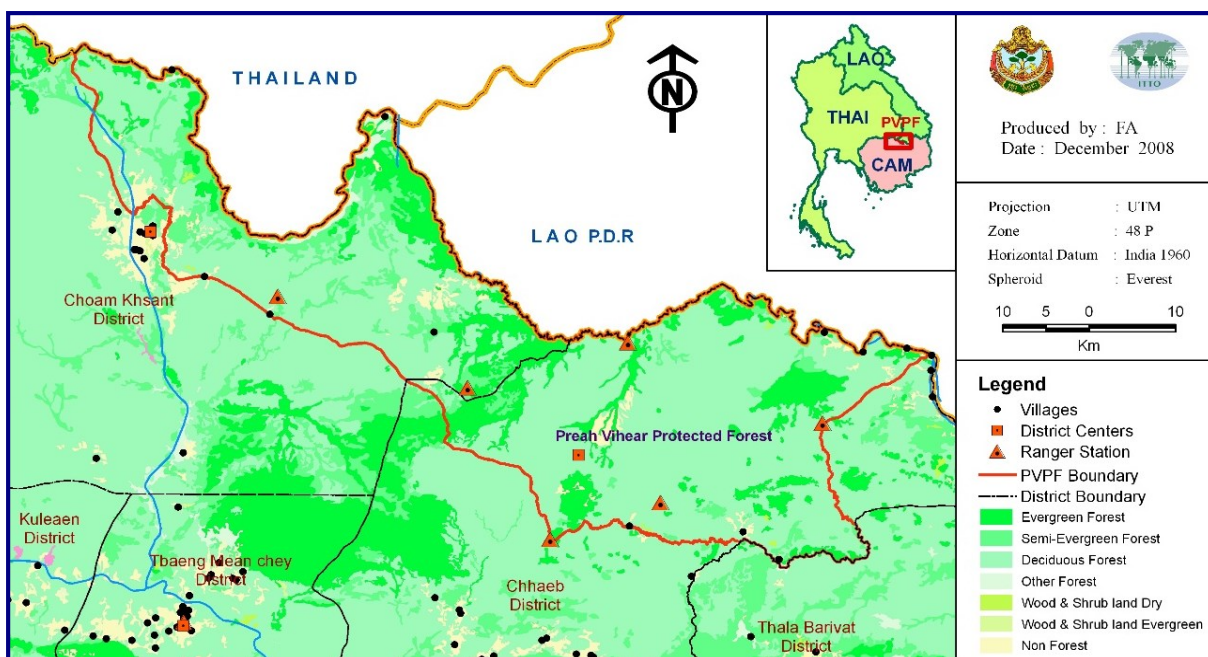 THAILAND
LAO P.D.R
N
Choam Khsant
District
Preah Vihear Protected Forest
Kuleaen
District
Tbaeng Mean chey
District
Chhaeb
District
Thala Barivat
District
LAO
THAI
PVPF
CAM
ITTO
Produced by : FA
Date : December 2008
Projection : UTM
Zone : 48 P
Horizontal Datum : India 1960
Spheroid : Everest
10 5 0 10
Km
Legend
Villages
District Centers
Ranger Station
PVPF Boundary
District Boundary
Evergreen Forest
Semi-Evergreen Forest
Deciduous Forest
Other Forest
Wood & Shrub land Dry
Wood & Shrub land Evergreen
Non Forest